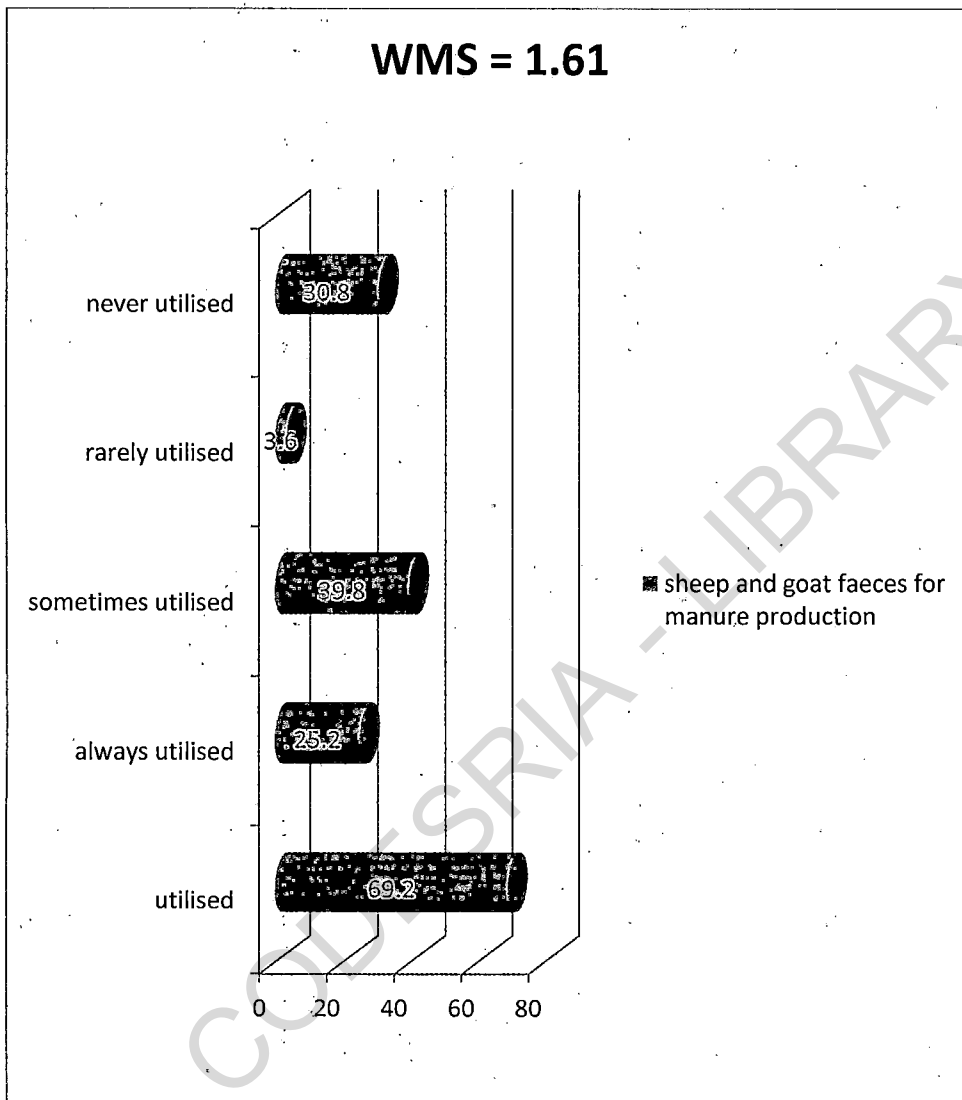 WMS = 1.61
never utilised
30.8
rarely utilised
3.6
sometimes utilised
39.8
sheep and goat faeces for
manure production
always utilised
25.2
utilised
69.2
0 20 40 60 80
CODESRIA - LIBRARY